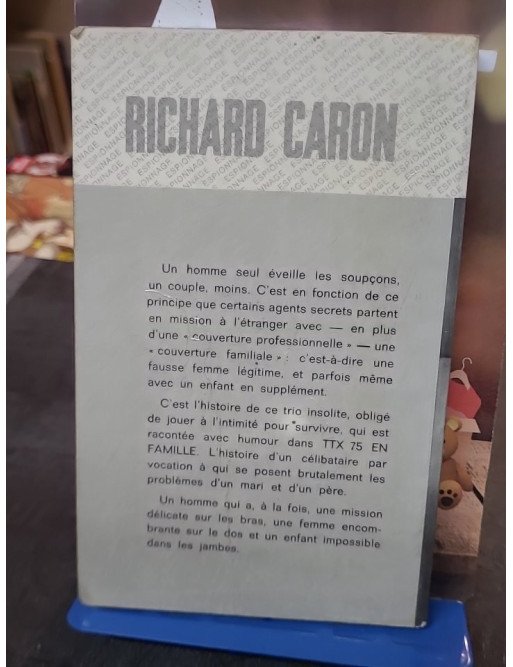 RICHARD CARON
Un homme seul éveille les soupçons,
un couple, moins. C'est en fonction de ce
principe que certains agents secrets partent
en mission à l'étranger avec — en plus
d'une « couverture professionnelle » — une
« couverture familiale » : c'est-à-dire une
fausse femme légitime, et parfois même
avec un enfant en supplément.
C'est l'histoire de ce trio insolite, obligé
de jouer à l'intimité pour survivre, qui est
racontée avec humour dans TTX 75 EN
FAMILLE. L'histoire d'un célibataire par
vocation à qui se posent brutalement les
problèmes d'un mari et d'un père.
Un homme qui a, à la fois, une mission
délicate sur les bras, une femme encom-
brante sur le dos et un enfant impossible
dans les jambes.